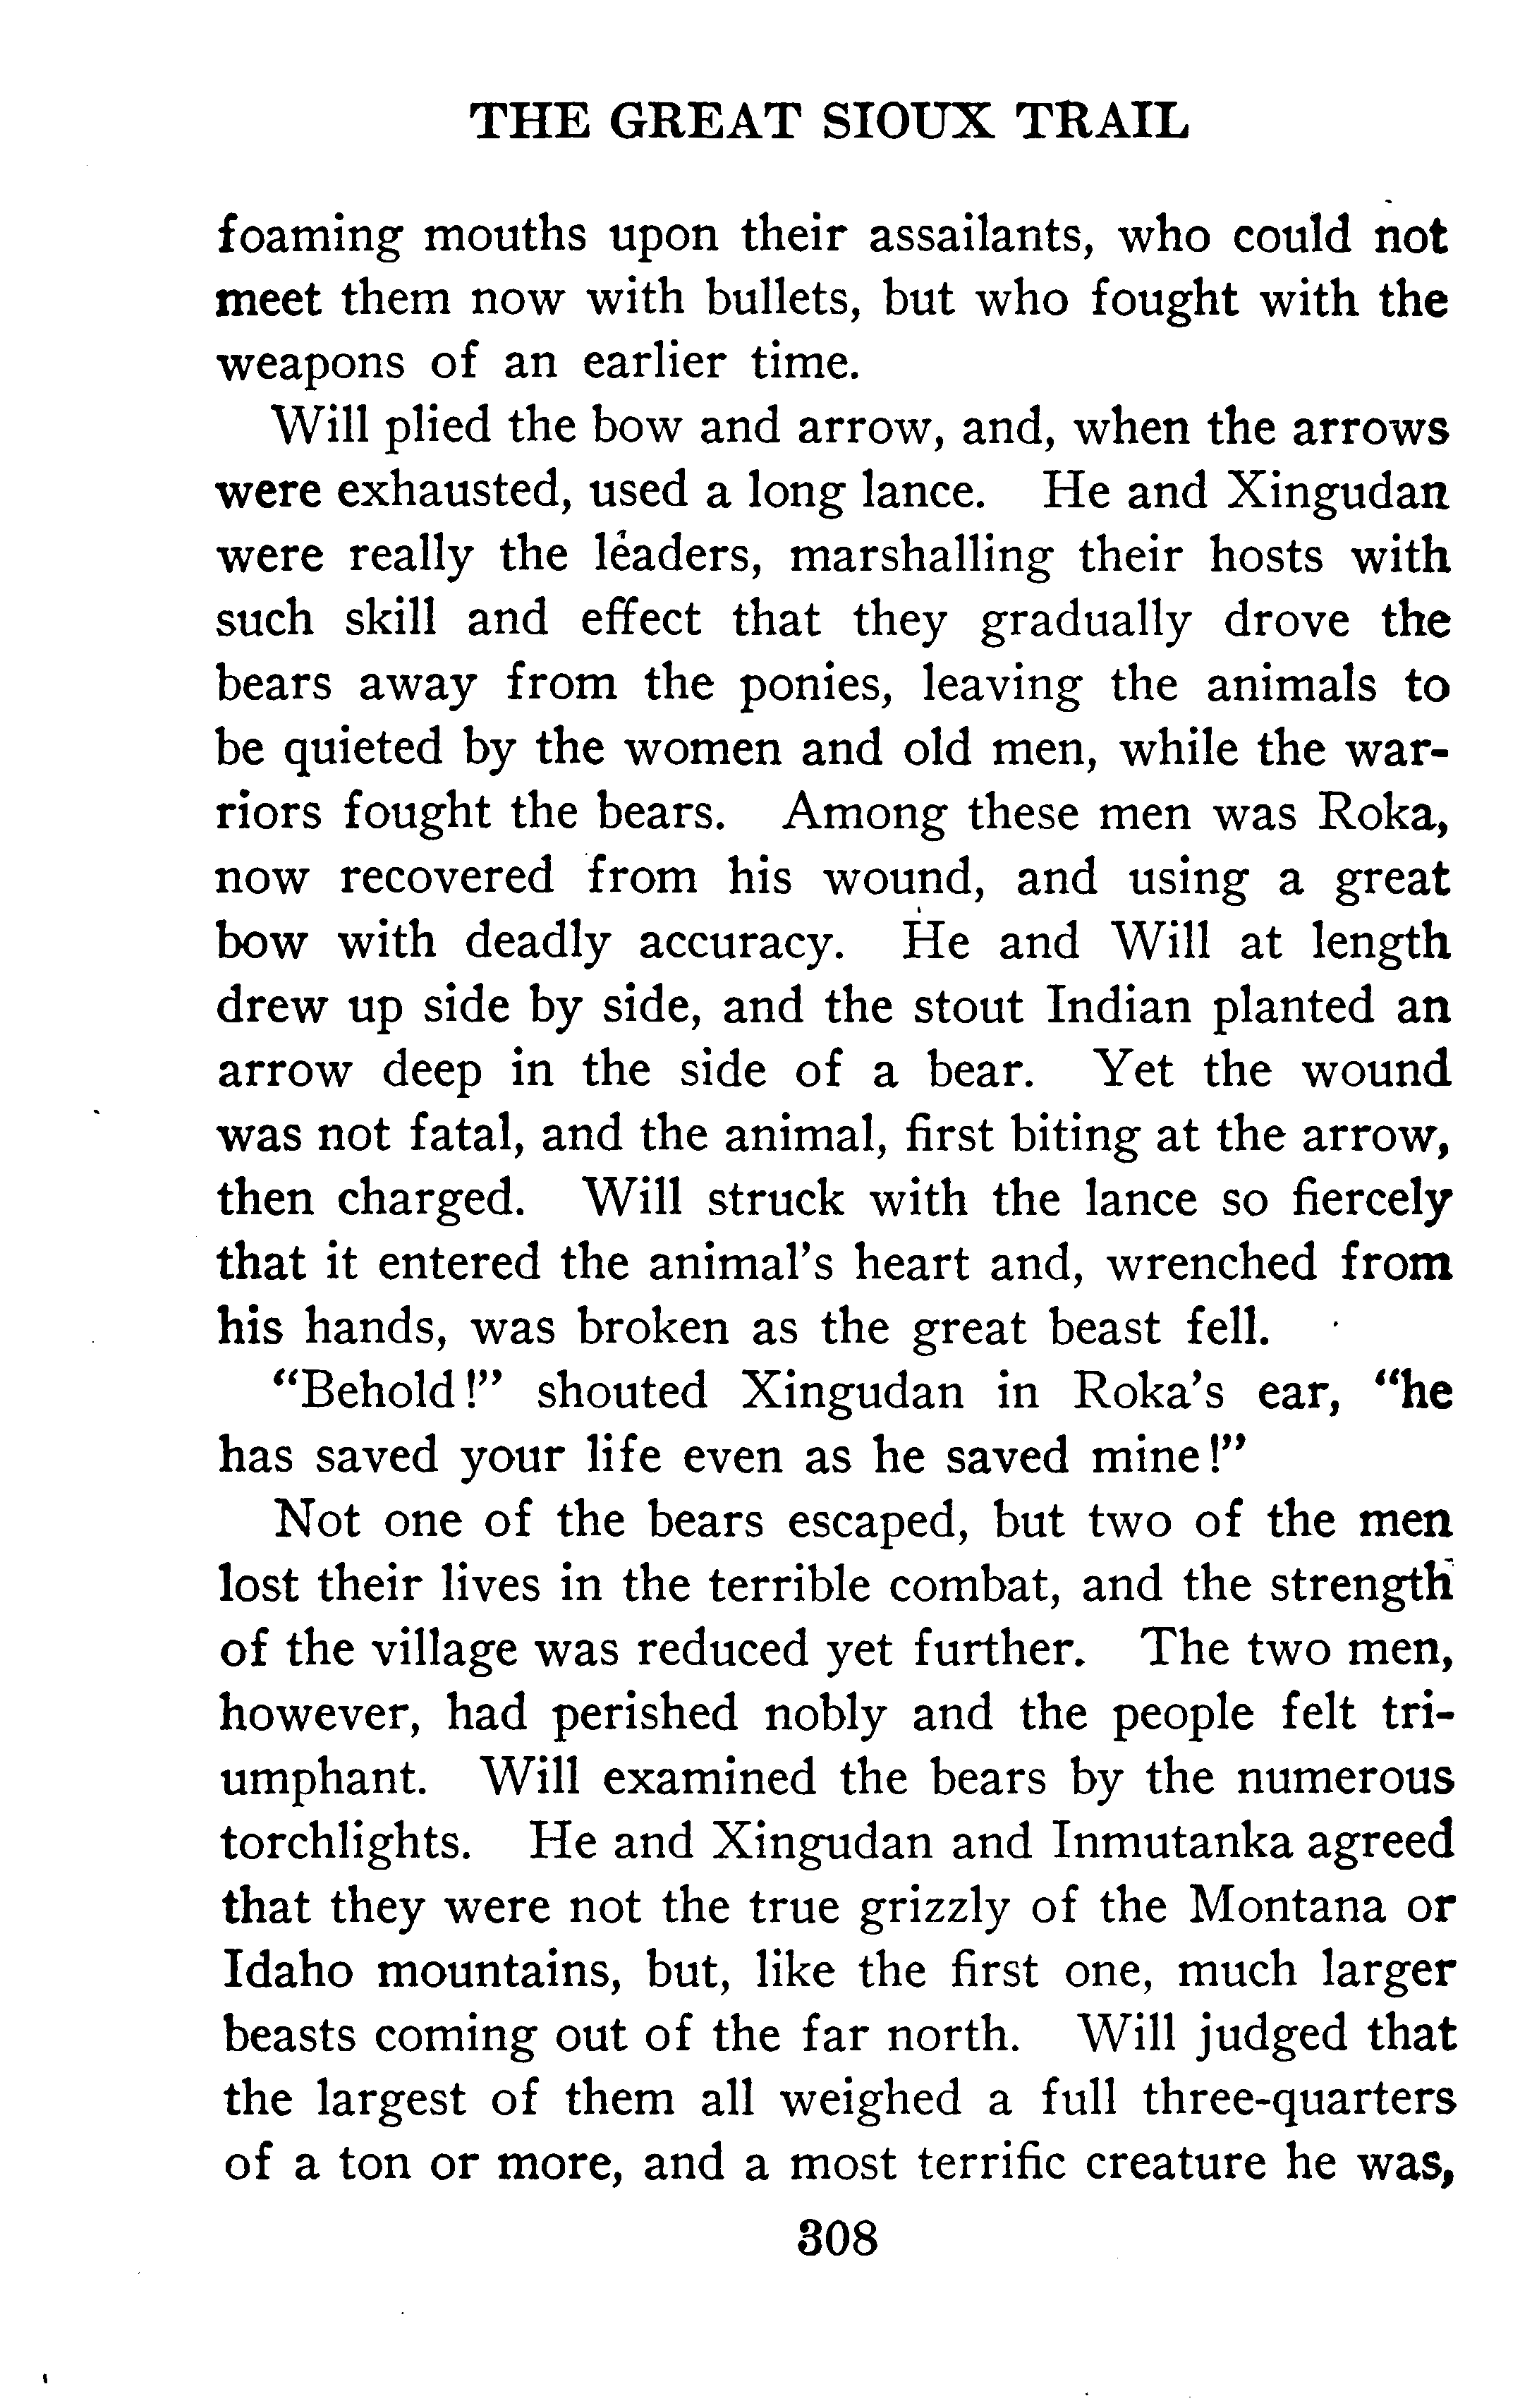 THE GREAT SIOUX TRAIL
foaming mouths upon their assailants, who could not
meet them now with bullets, but who fought with the
weapons of an earlier time.
Will plied the bow and arrow, and, when the arrows
were exhausted, used a long lance. He and Xingudan
were really the leaders, marshalling their hosts with
such skill and effect that they gradually drove the
bears away from the ponies, leaving the animals to
be quieted by the women and old men, while the war-
riors fought the bears. Among these men was Roka,
now recovered from his wound, and using a great
bow with deadly accuracy. He and Will at length
drew up side by side, and the stout Indian planted an
arrow deep in the side of a bear. Yet the wound
was not fatal, and the animal, first biting at the arrow,
then charged. Will struck with the lance so fiercely
that it entered the animal's heart and, wrenched from
his hands, was broken as the great beast fell.
"Behold!" shouted Xingudan in Roka's ear, "he
has saved your life even as he saved mine!"
Not one of the bears escaped, but two of the men
lost their lives in the terrible combat, and the strength
of the village was reduced yet further. The two men,
however, had perished nobly and the people felt tri-
umphant. Will examined the bears by the numerous
torchlights. He and Xingudan and Inmutanka agreed
that they were not the true grizzly of the Montana or
Idaho mountains, but, like the first one, much larger
beasts coming out of the far north. Will judged that
the largest of them all weighed a full three-quarters
of a ton or more, and a most terrific creature he was,
308